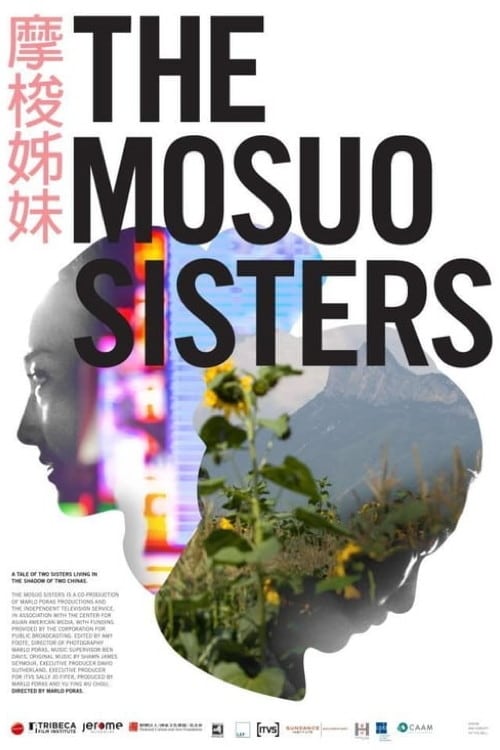 摩梭姊妹
THE
MOSUO
SISTERS
A TALE OF TWO SISTERS LIVING IN
THE SHADOW OF TWO CHINAS.
THE MOSUO SISTERS IS A CO-PRODUCTION
OF MARLO PORAS PRODUCTIONS AND
THE INDEPENDENT TELEVISION SERVICE,
IN ASSOCIATION WITH THE CENTER FOR
ASIAN AMERICAN MEDIA, WITH FUNDING
PROVIDED BY THE CORPORATION FOR
PUBLIC BROADCASTING. EDITED BY AMY
FOOTE, DIRECTOR OF PHOTOGRAPHY
MARLO PORAS, MUSIC SUPERVISOR BEN
DAVIS, ORIGINAL MUSIC BY SHAWN JAMES
SEYMOUR, EXECUTIVE PRODUCER DAVID
SUTHERLAND, EXECUTIVE PRODUCER
FOR ITVS SALLY JO FIFER, PRODUCED BY
MARLO PORAS AND YU YING WU CHOU.
DIRECTED BY MARLO PORAS.
TRIBECA
FILM INSTITUTE
jerome
LEF
ITVS
SUNDANCE
INSTITUTE
CAAM